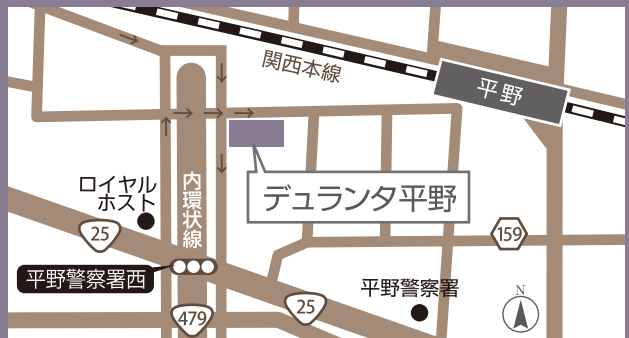 関西本線
平野
デュランタ平野
ロイヤル
ホスト
内環状線
25
159
平野警察署西
平野警察署
25
479
N